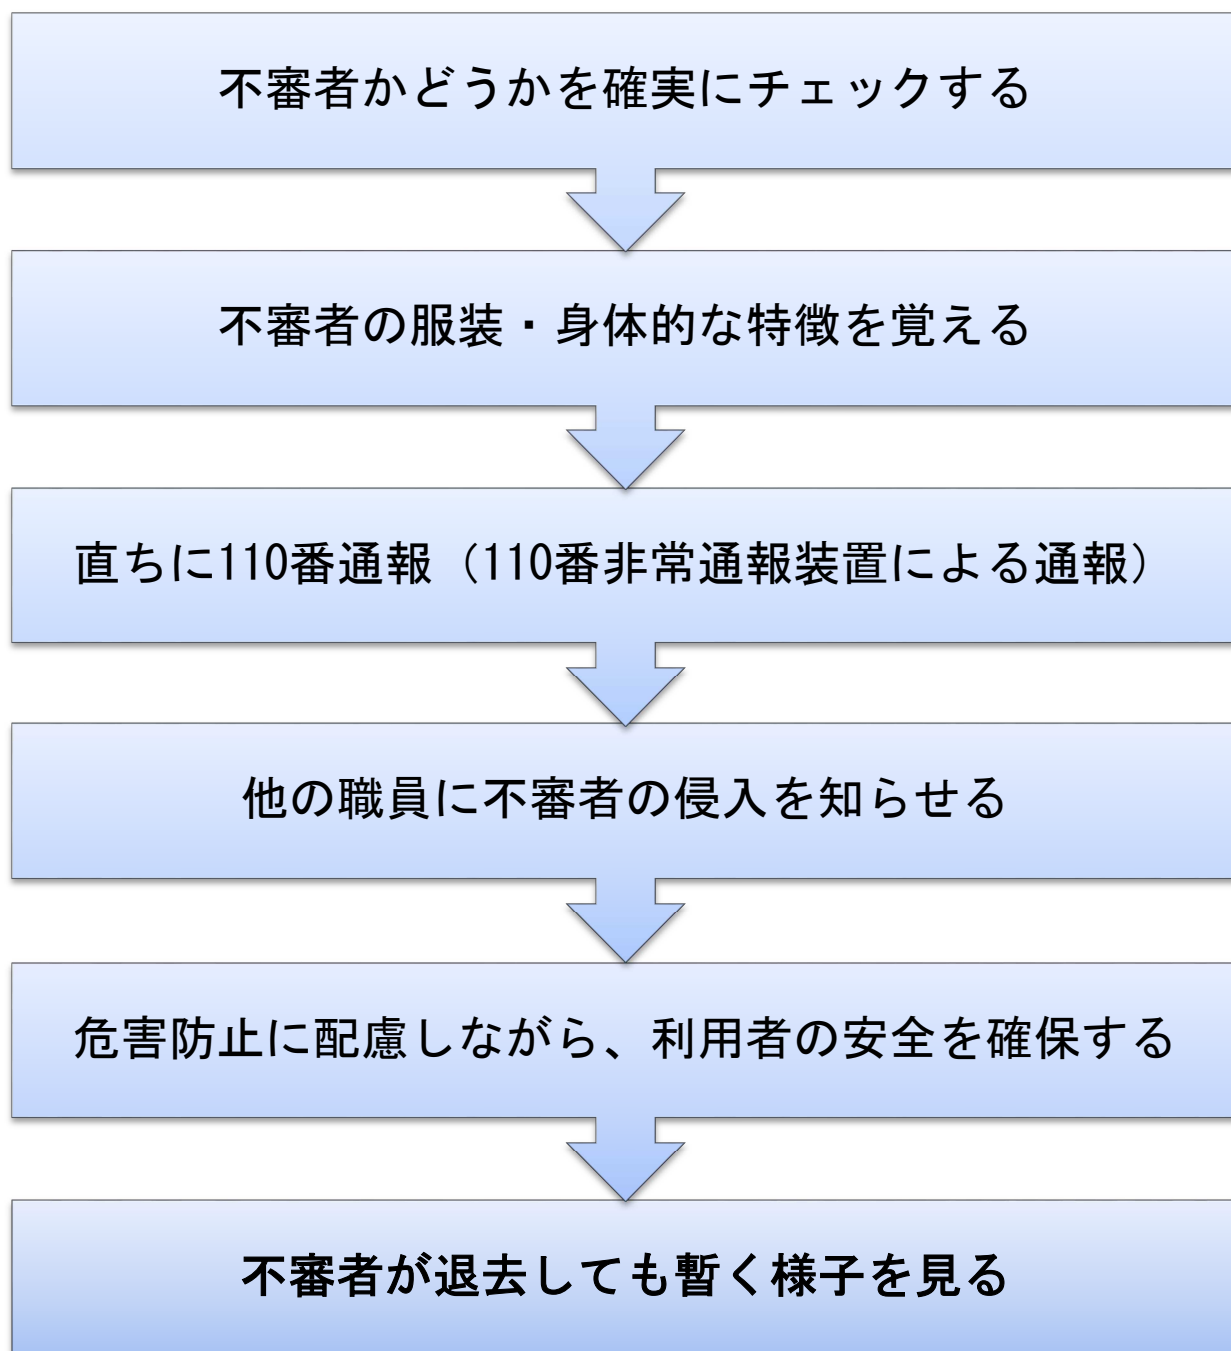 不審者かどうかを確実にチェックする
不審者の服装・身体的な特徴を覚える
直ちに110番通報（110番非常通報装置による通報）
他の職員に不審者の侵入を知らせる
危害防止に配慮しながら、利用者の安全を確保する
不審者が退去しても暫く様子を見る